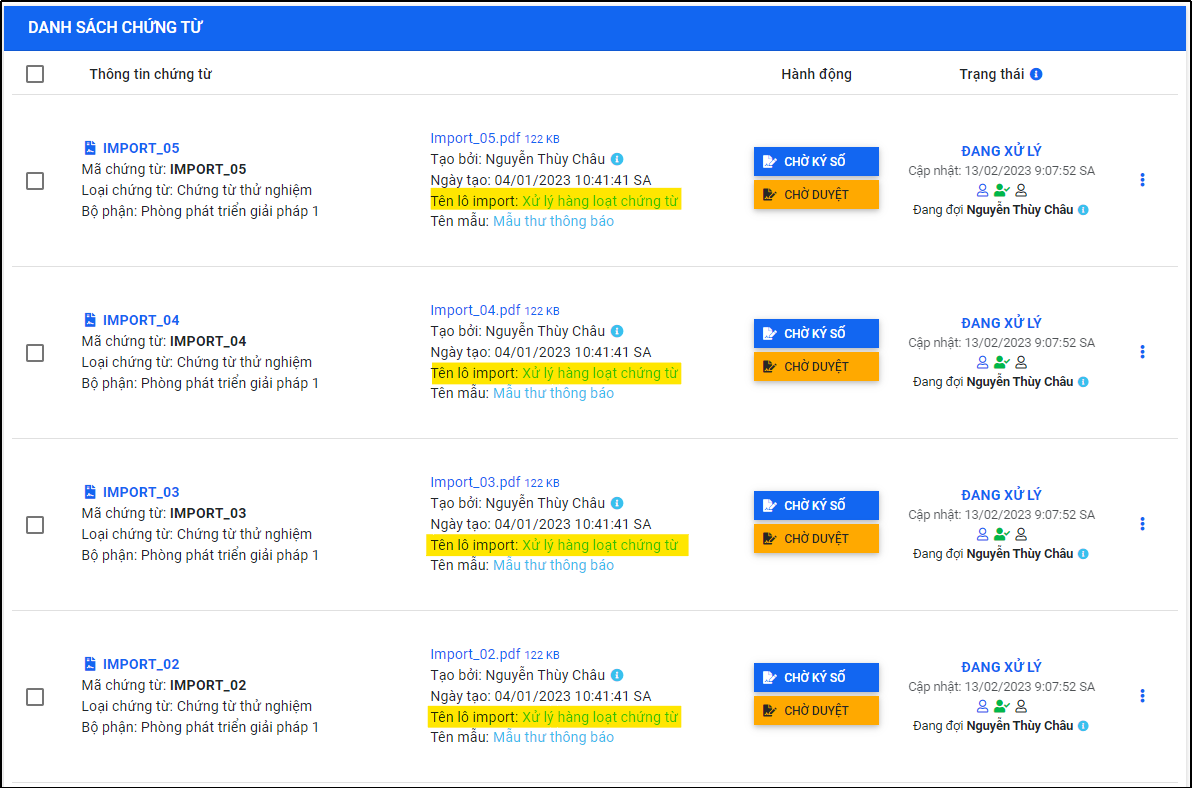 DANH SÁCH CHỨNG TỪ
Thông tin chứng từ
Hành động
Trạng thái
IMPORT_05
Mã chứng từ: IMPORT_05
Loại chứng từ: Chứng từ thử nghiệm
Bộ phận: Phòng phát triển giải pháp 1
Import_05.pdf 122 KB
Tạo bởi: Nguyễn Thùy Châu
Ngày tạo: 04/01/2023 10:41:41 SA
Tên lô import: Xử lý hàng loạt chứng từ
Tên mẫu: Mẫu thư thông báo
CHỜ KÝ SỐ
CHỜ DUYỆT
ĐANG XỬ LÝ
Cập nhật: 13/02/2023 9:07:52 SA
Đang đợi Nguyễn Thùy Châu
IMPORT_04
Mã chứng từ: IMPORT_04
Loại chứng từ: Chứng từ thử nghiệm
Bộ phận: Phòng phát triển giải pháp 1
Import_04.pdf 122 KB
Tạo bởi: Nguyễn Thùy Châu
Ngày tạo: 04/01/2023 10:41:41 SA
Tên lô import: Xử lý hàng loạt chứng từ
Tên mẫu: Mẫu thư thông báo
CHỜ KÝ SỐ
CHỜ DUYỆT
ĐANG XỬ LÝ
Cập nhật: 13/02/2023 9:07:52 SA
Đang đợi Nguyễn Thùy Châu
IMPORT_03
Mã chứng từ: IMPORT_03
Loại chứng từ: Chứng từ thử nghiệm
Bộ phận: Phòng phát triển giải pháp 1
Import_03.pdf 122 KB
Tạo bởi: Nguyễn Thùy Châu
Ngày tạo: 04/01/2023 10:41:41 SA
Tên lô import: Xử lý hàng loạt chứng từ
Tên mẫu: Mẫu thư thông báo
CHỜ KÝ SỐ
CHỜ DUYỆT
ĐANG XỬ LÝ
Cập nhật: 13/02/2023 9:07:52 SA
Đang đợi Nguyễn Thùy Châu
IMPORT_02
Mã chứng từ: IMPORT_02
Loại chứng từ: Chứng từ thử nghiệm
Bộ phận: Phòng phát triển giải pháp 1
Import_02.pdf 122 KB
Tạo bởi: Nguyễn Thùy Châu
Ngày tạo: 04/01/2023 10:41:41 SA
Tên lô import: Xử lý hàng loạt chứng từ
Tên mẫu: Mẫu thư thông báo
CHỜ KÝ SỐ
CHỜ DUYỆT
ĐANG XỬ LÝ
Cập nhật: 13/02/2023 9:07:52 SA
Đang đợi Nguyễn Thùy Châu